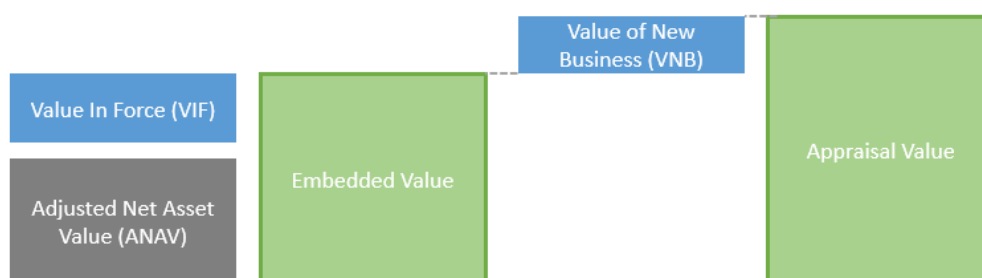 Value In Force (VIF)
Adjusted Net Asset
Value (ANAV)
Embedded Value
Value of New
Business (VNB)
Appraisal Value